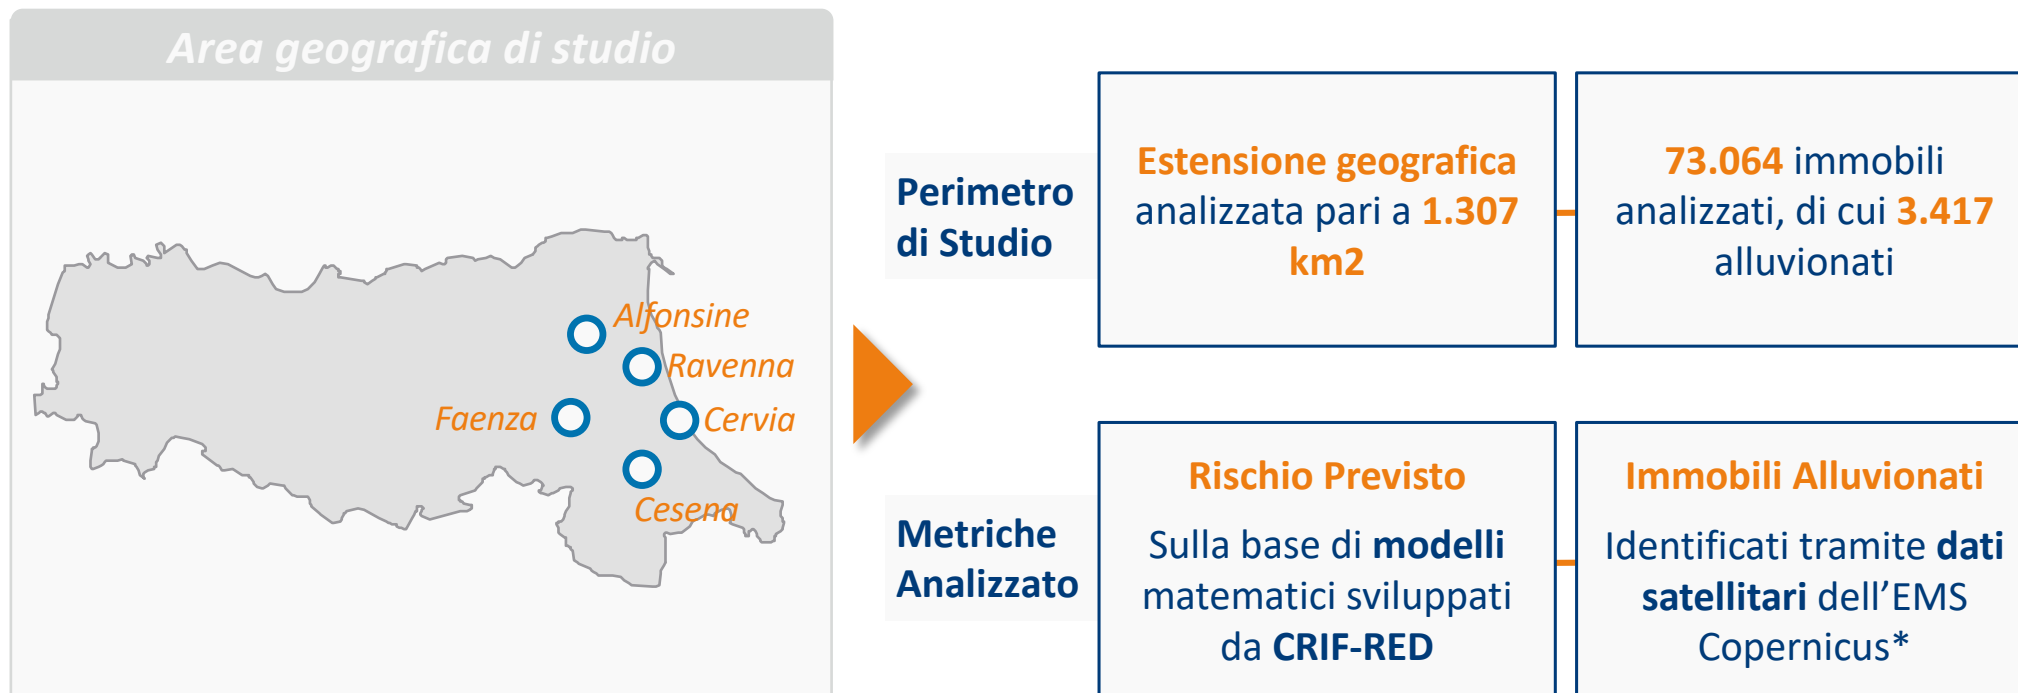 Area geografica di studio
Alfonsine
Ravenna
Faenza
Cervia
Cesena
Perimetro
di Studio
Estensione geografica
analizzata pari a 1.307
km2
73.064 immobili
analizzati, di cui 3.417
alluvionati
Metriche
Analizzato
Rischio Previsto
Sulla base di modelli
matematici sviluppati
da CRIF-RED
Immobili Alluvionati
Identificati tramite dati
satellitari dell’EMS
Copernicus*